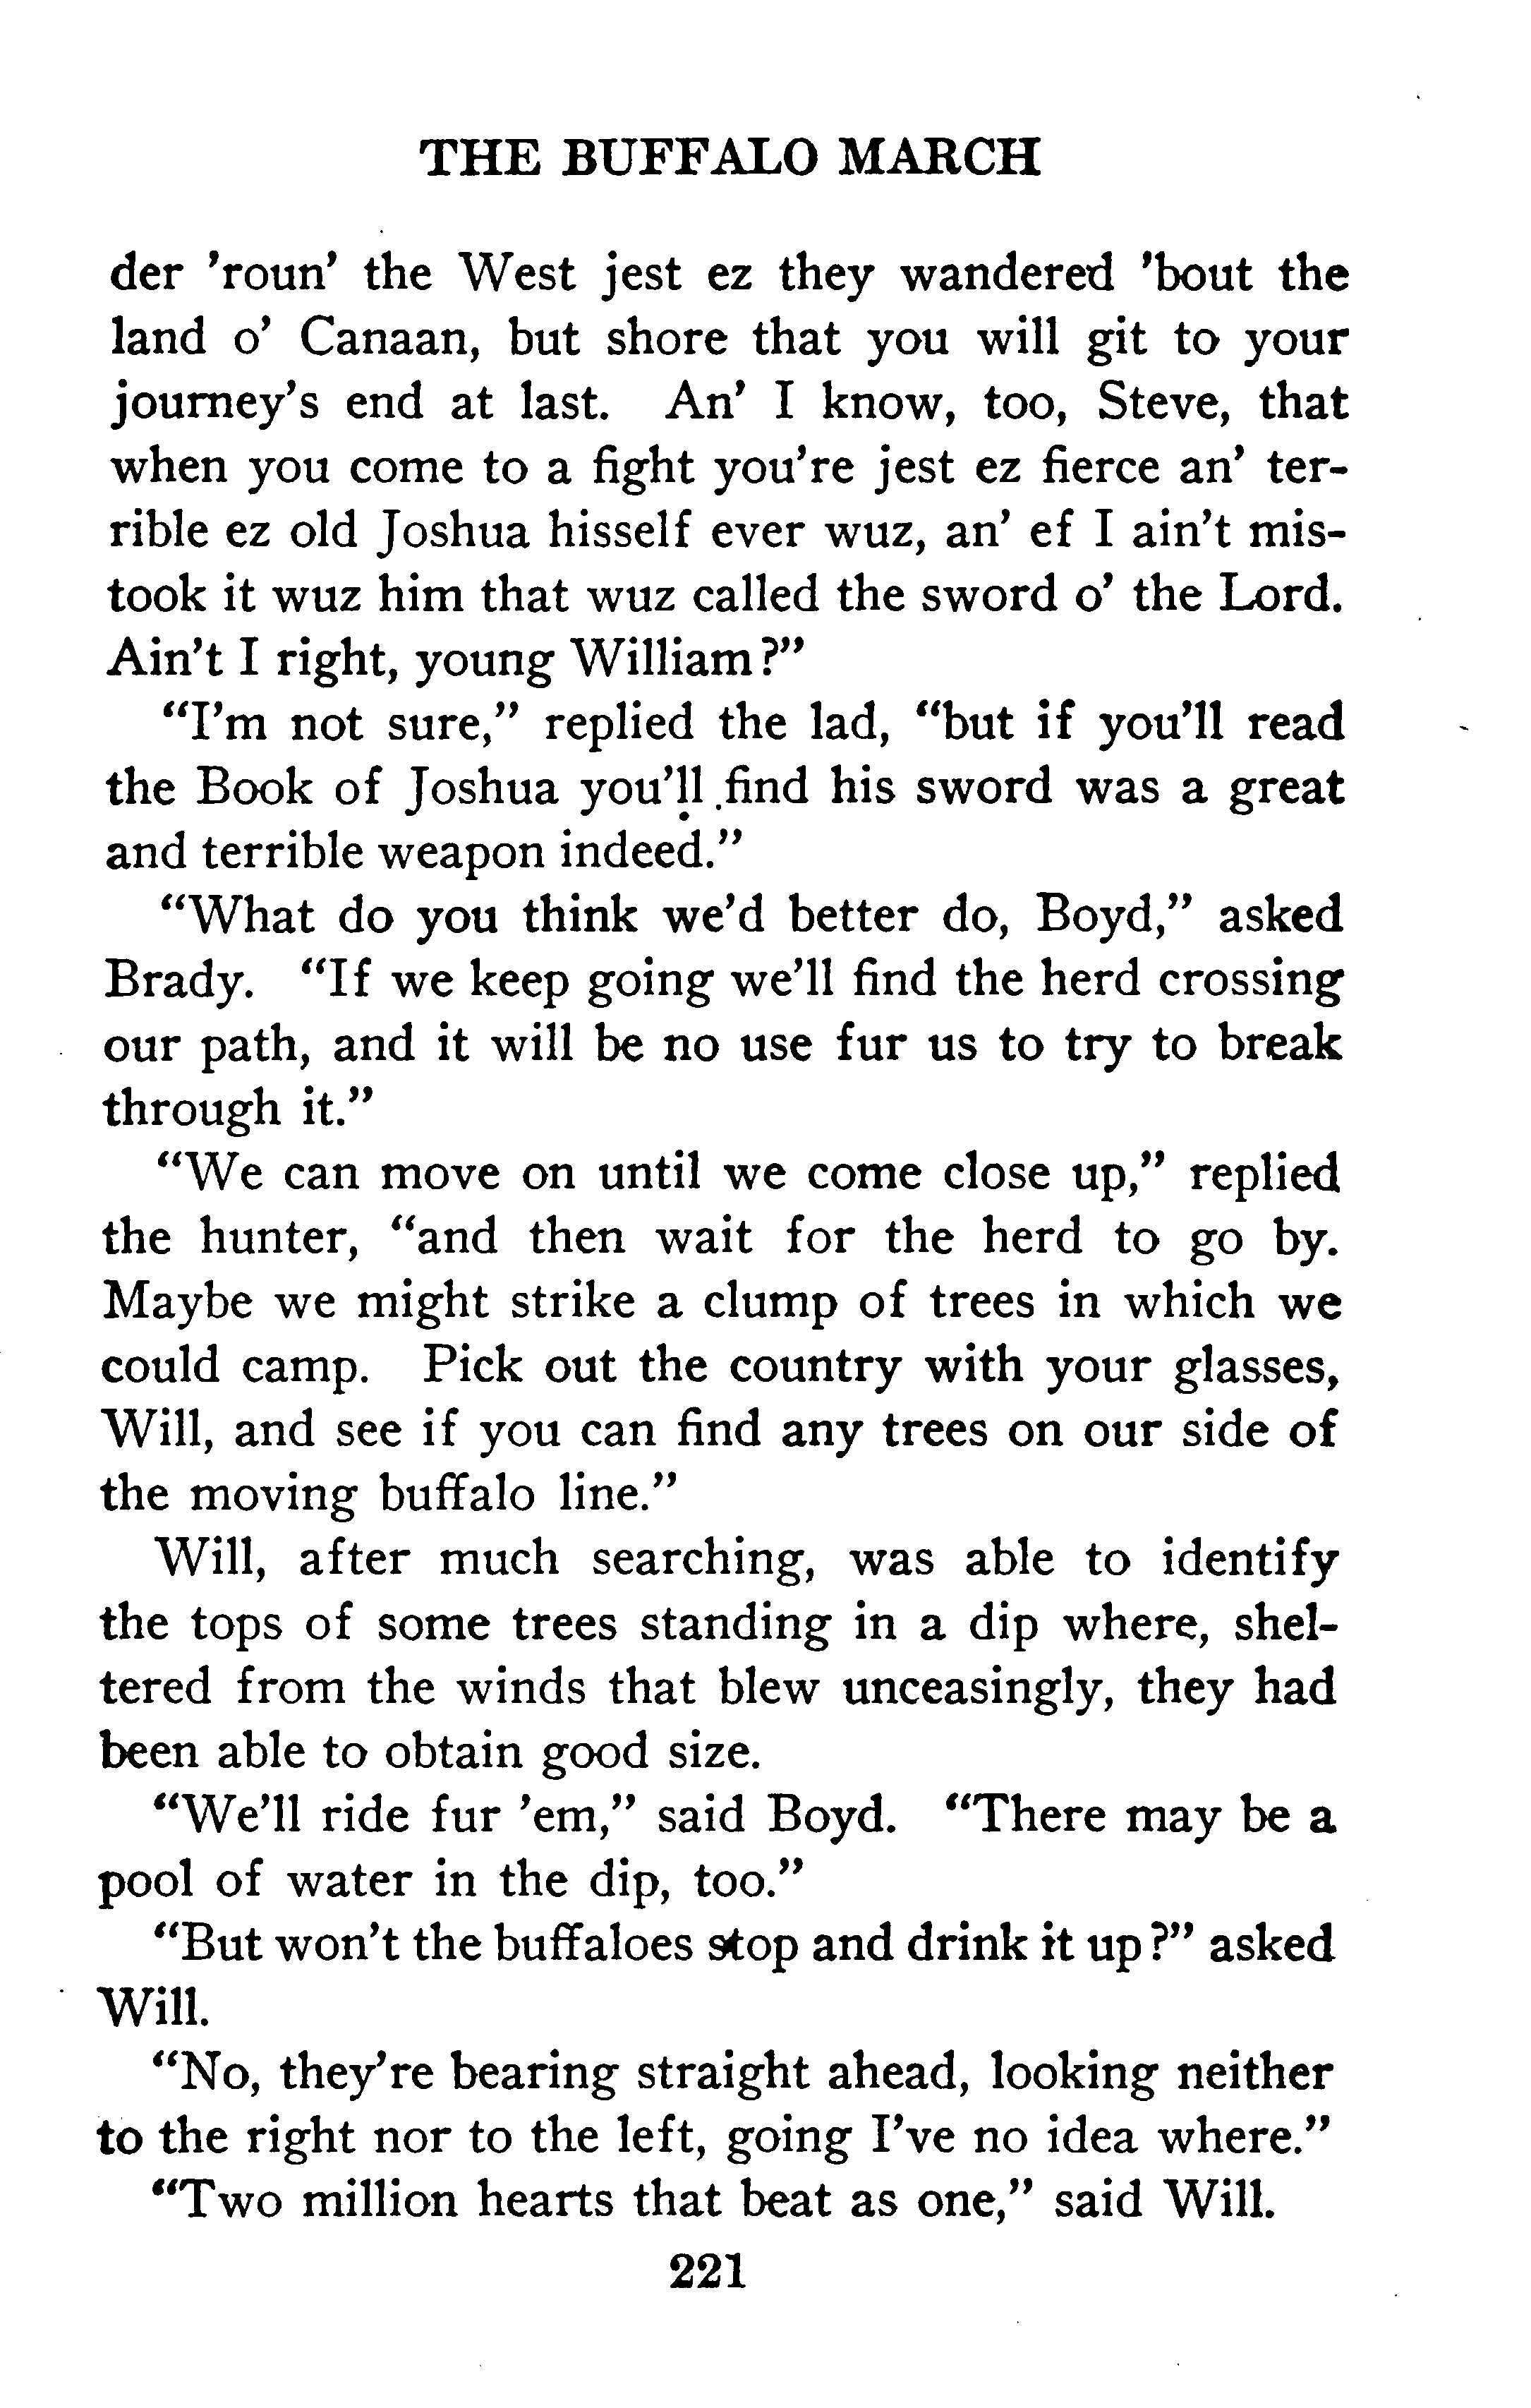 THE BUFFALO MARCH
der 'roun' the West jest ez they wandered 'bout the
land o' Canaan, but shore that you will git to your
journey's end at last. An' I know, too, Steve, that
when you come to a fight you're jest ez fierce an' ter-
rible ez old Joshua hisself ever wuz, an' ef I ain't mis-
took it wuz him that wuz called the sword o' the Lord.
Ain't I right, young William?"
"I'm not sure," replied the lad, "but if you'll read
the Book of Joshua you'll find his sword was a great
and terrible weapon indeed."
"What do you think we'd better do, Boyd," asked
Brady. "If we keep going we'll find the herd crossing
our path, and it will be no use fur us to try to break
through it."
"We can move on until we come close up," replied
the hunter, "and then wait for the herd to go by.
Maybe we might strike a clump of trees in which we
could camp. Pick out the country with your glasses,
Will, and see if you can find any trees on our side of
the moving buffalo line."
Will, after much searching, was able to identify
the tops of some trees standing in a dip where, shel-
tered from the winds that blew unceasingly, they had
been able to obtain good size.
"We'll ride fur 'em," said Boyd. "There may be a
pool of water in the dip, too."
"But won't the buffaloes stop and drink it up?" asked
Will.
"No, they're bearing straight ahead, looking neither
to the right nor to the left, going I've no idea where."
"Two million hearts that beat as one," said Will.
221